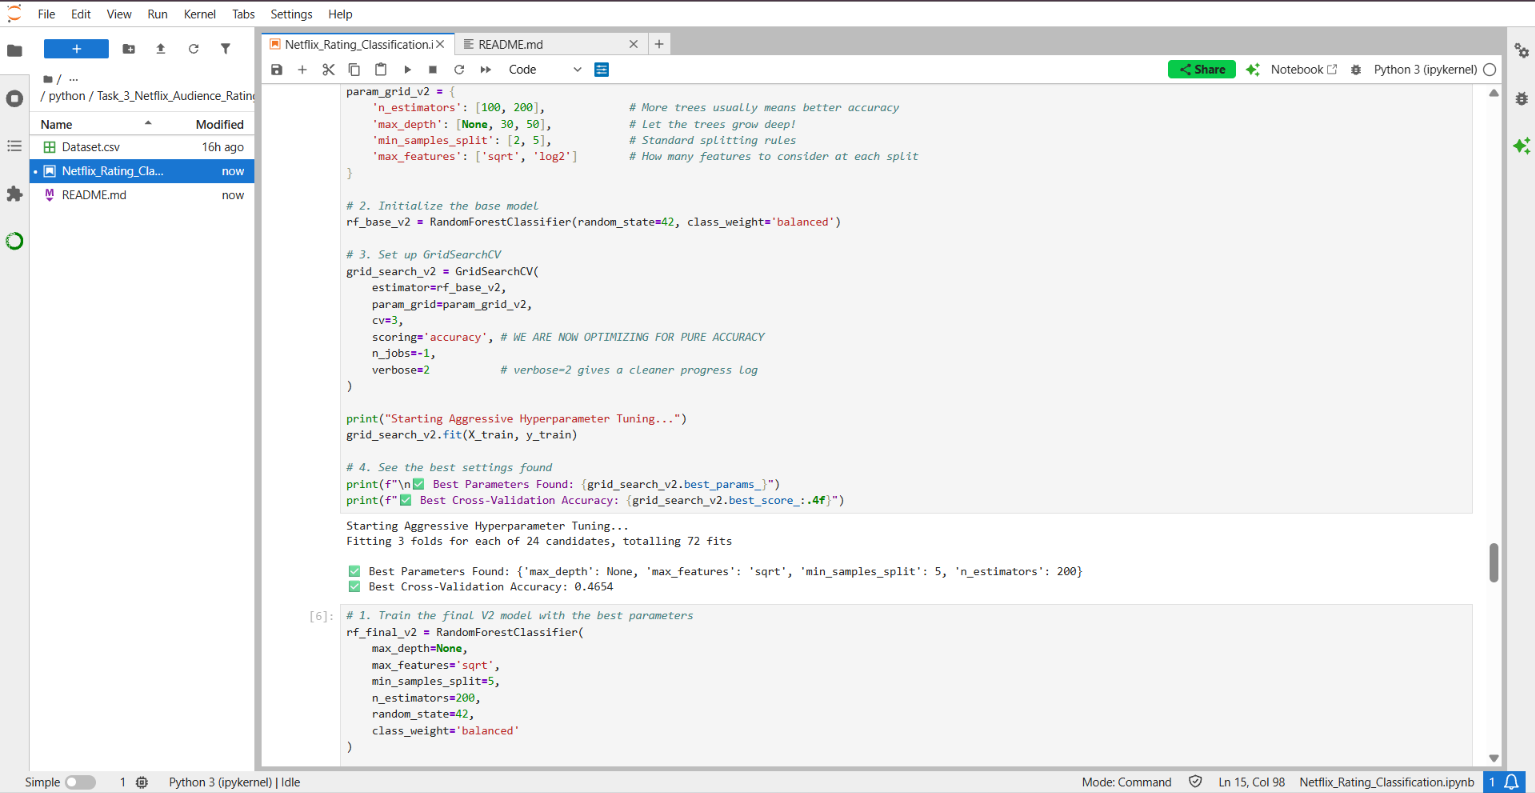 File Edit View Run Kernel Tabs Settings Help
+
/ ...
/ python / Task_3_Netflix_Audience_Rating
Name Modified
Dataset.csv 16h ago
Netflix_Rating_Cla... now
README.md now
Netflix_Rating_Classification.i
README.md
Code
Share
Notebook
Python 3 (ipykernel)
param_grid_v2 = {
'n_estimators': [100, 200], # More trees usually means better accuracy
'max_depth': [None, 30, 50], # Let the trees grow deep!
'min_samples_split': [2, 5], # Standard splitting rules
'max_features': ['sqrt', 'log2'] # How many features to consider at each split
}
# 2. Initialize the base model
rf_base_v2 = RandomForestClassifier(random_state=42, class_weight='balanced')
# 3. Set up GridSearchCV
grid_search_v2 = GridSearchCV(
estimator=rf_base_v2,
param_grid=param_grid_v2,
cv=3,
scoring='accuracy', # WE ARE NOW OPTIMIZING FOR PURE ACCURACY
n_jobs=-1,
verbose=2 # verbose=2 gives a cleaner progress log
)
print("Starting Aggressive Hyperparameter Tuning...")
grid_search_v2.fit(X_train, y_train)
# 4. See the best settings found
print(f"\n✅ Best Parameters Found: {grid_search_v2.best_params_}")
print(f"✅ Best Cross-Validation Accuracy: {grid_search_v2.best_score_:.4f}")
Starting Aggressive Hyperparameter Tuning...
Fitting 3 folds for each of 24 candidates, totalling 72 fits
✅ Best Parameters Found: {'max_depth': None, 'max_features': 'sqrt', 'min_samples_split': 5, 'n_estimators': 200}
✅ Best Cross-Validation Accuracy: 0.4654
[6]: # 1. Train the final V2 model with the best parameters
rf_final_v2 = RandomForestClassifier(
max_depth=None,
max_features='sqrt',
min_samples_split=5,
n_estimators=200,
random_state=42,
class_weight='balanced'
)
Simple 1 Python 3 (ipykernel) | Idle Mode: Command Ln 15, Col 98 Netflix_Rating_Classification.ipynb 1